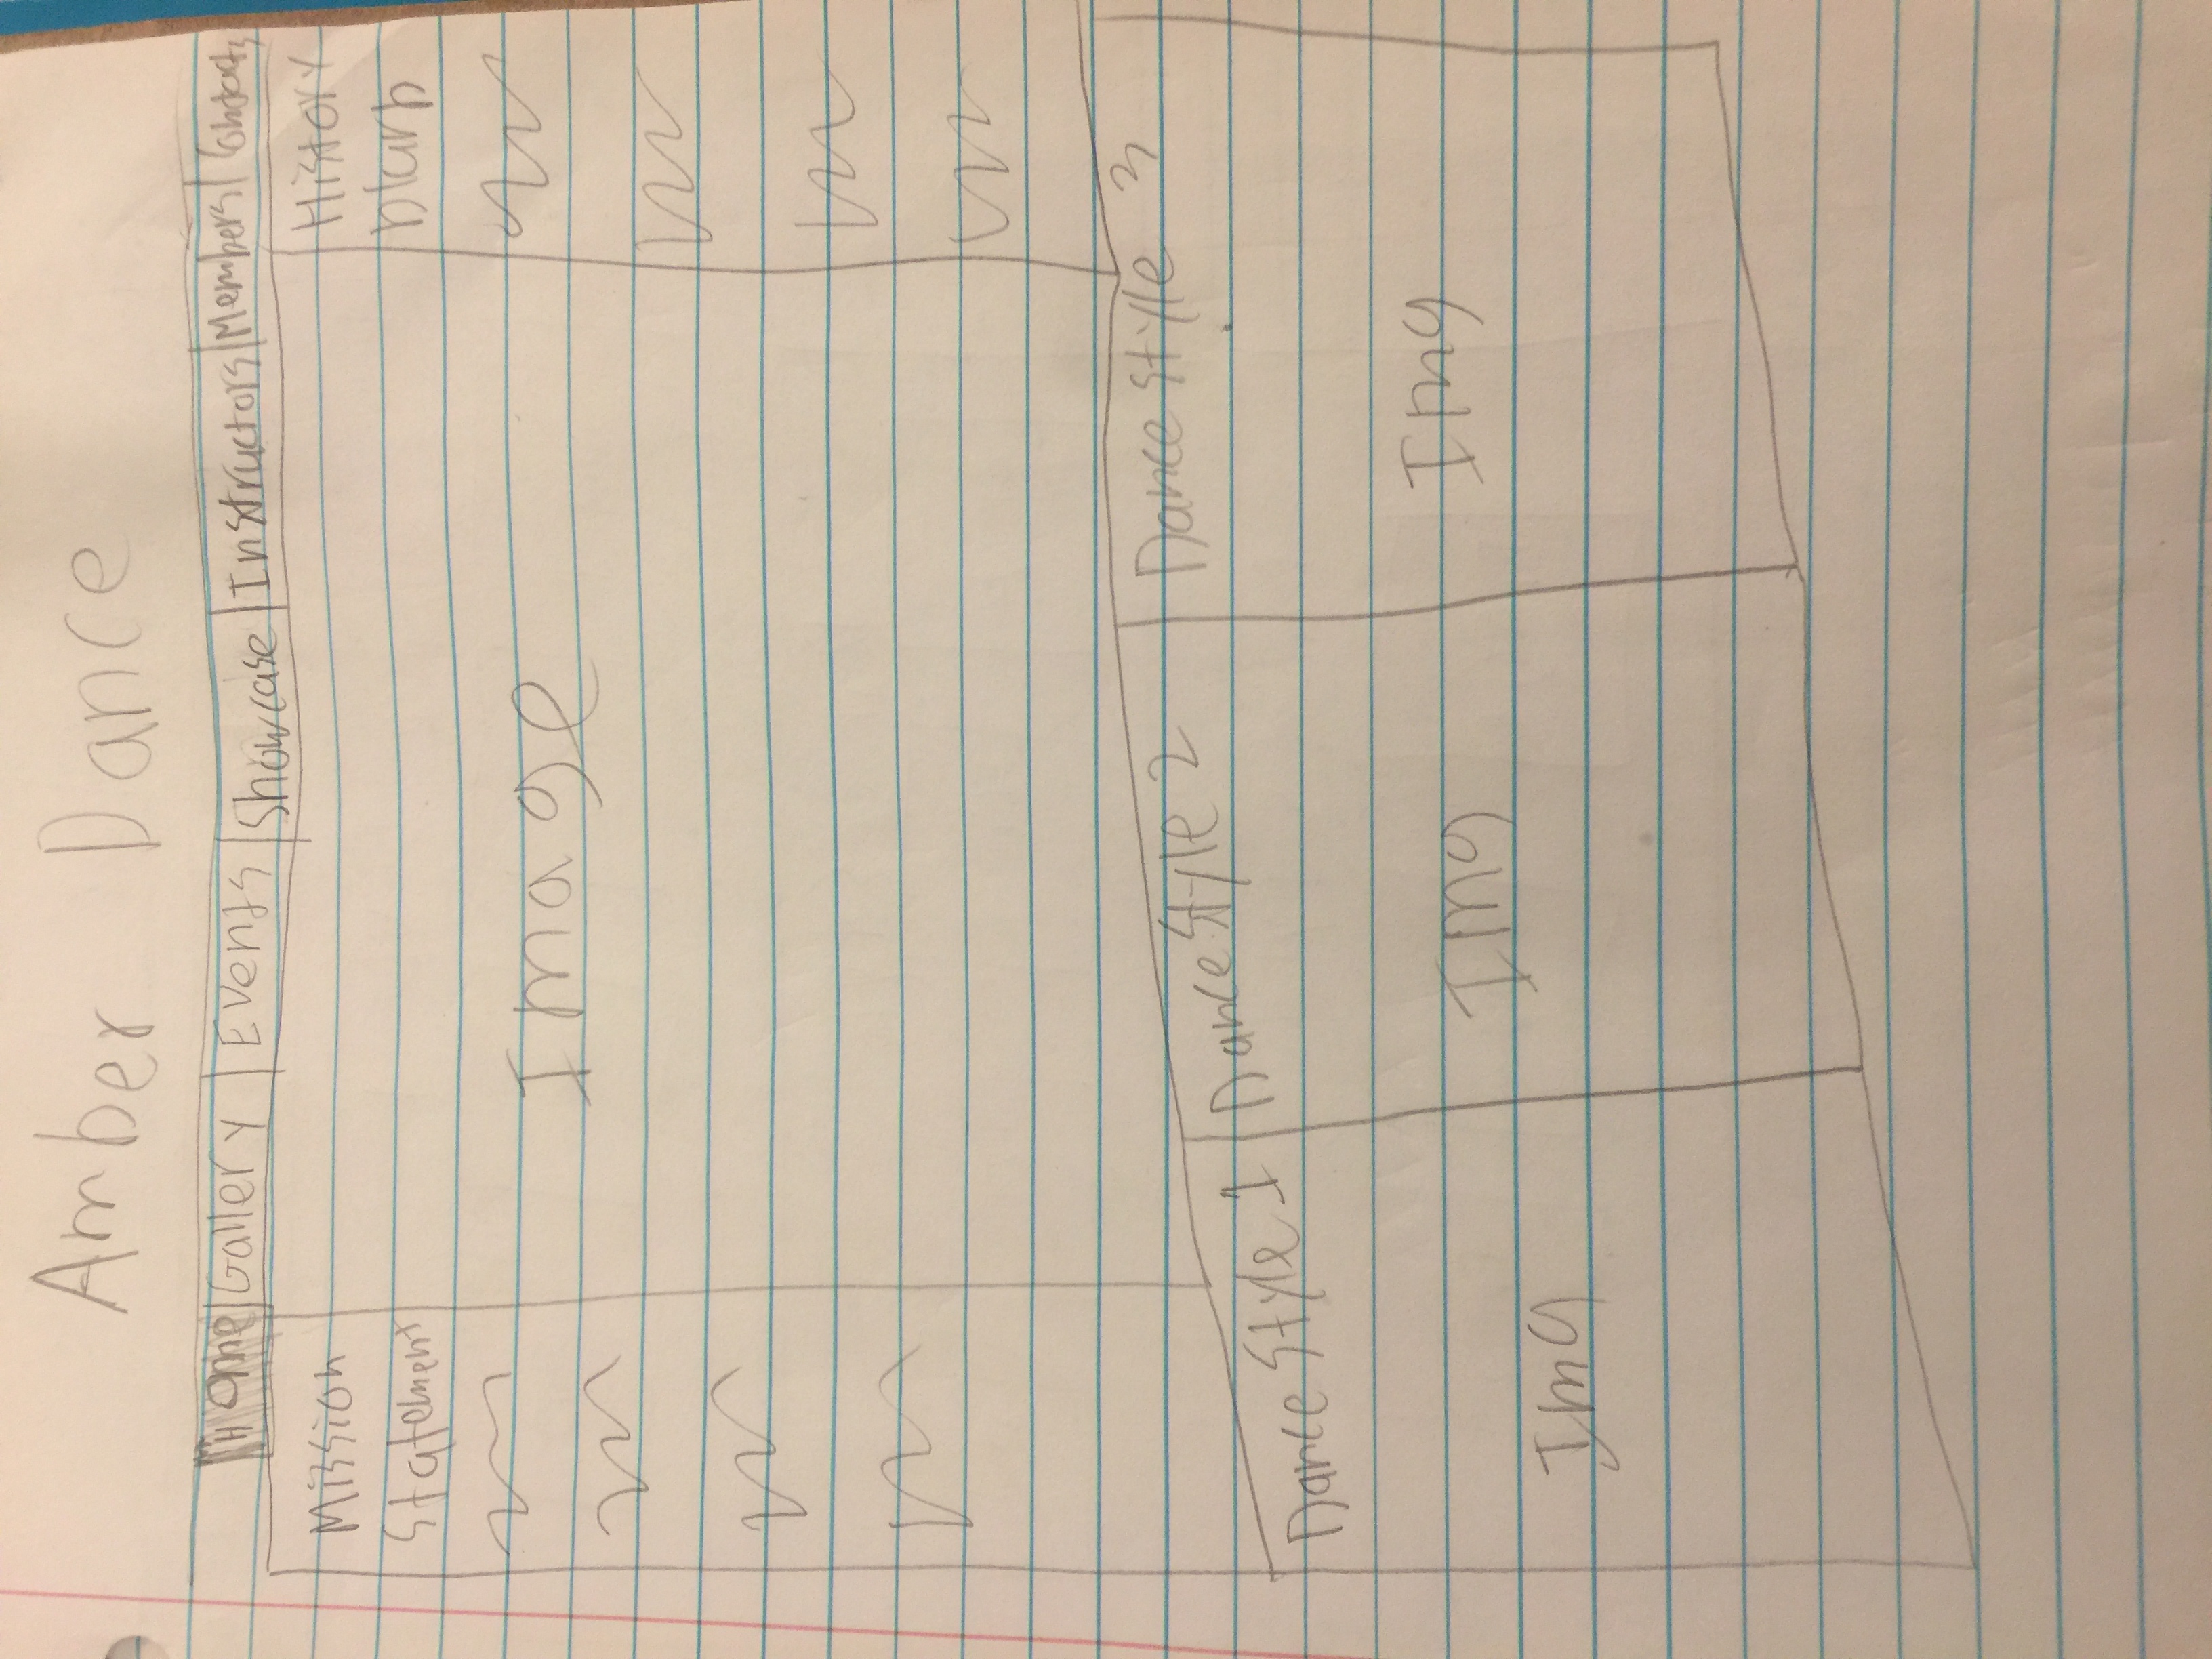 Amber Dance
Home Gallery Events Showcase Instructors Members Contacts
Mission
Statement
Image
History
blurb
Dance Style 1
Img
Dance Style 2
Img
Dance Style 3
Img